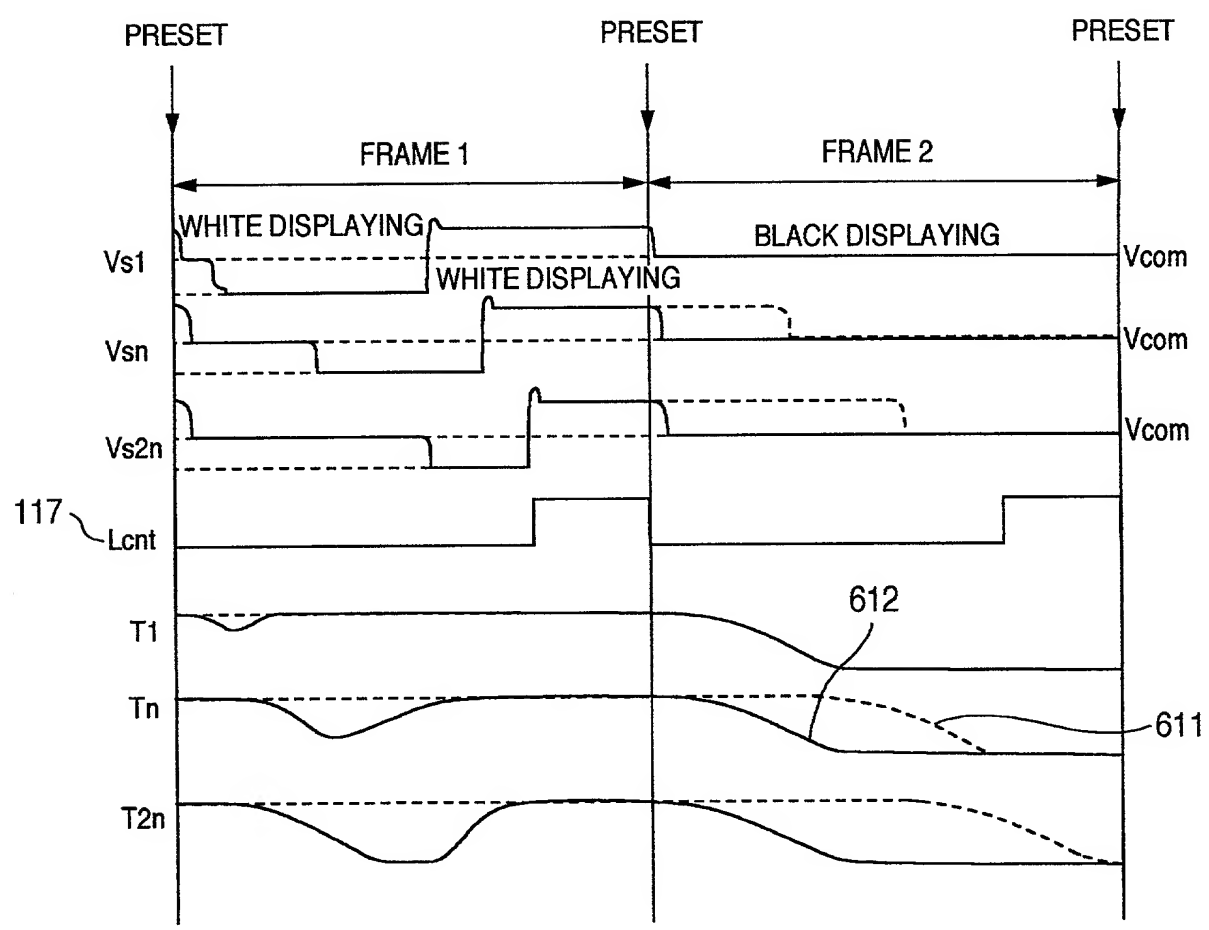 PRESET PRESET PRESET
FRAME 1 FRAME 2
WHITE DISPLAYING BLACK DISPLAYING
Vs1 Vcom
WHITE DISPLAYING
Vsn Vcom
Vs2n Vcom
117 Lcnt
612
T1
Tn 611
T2n